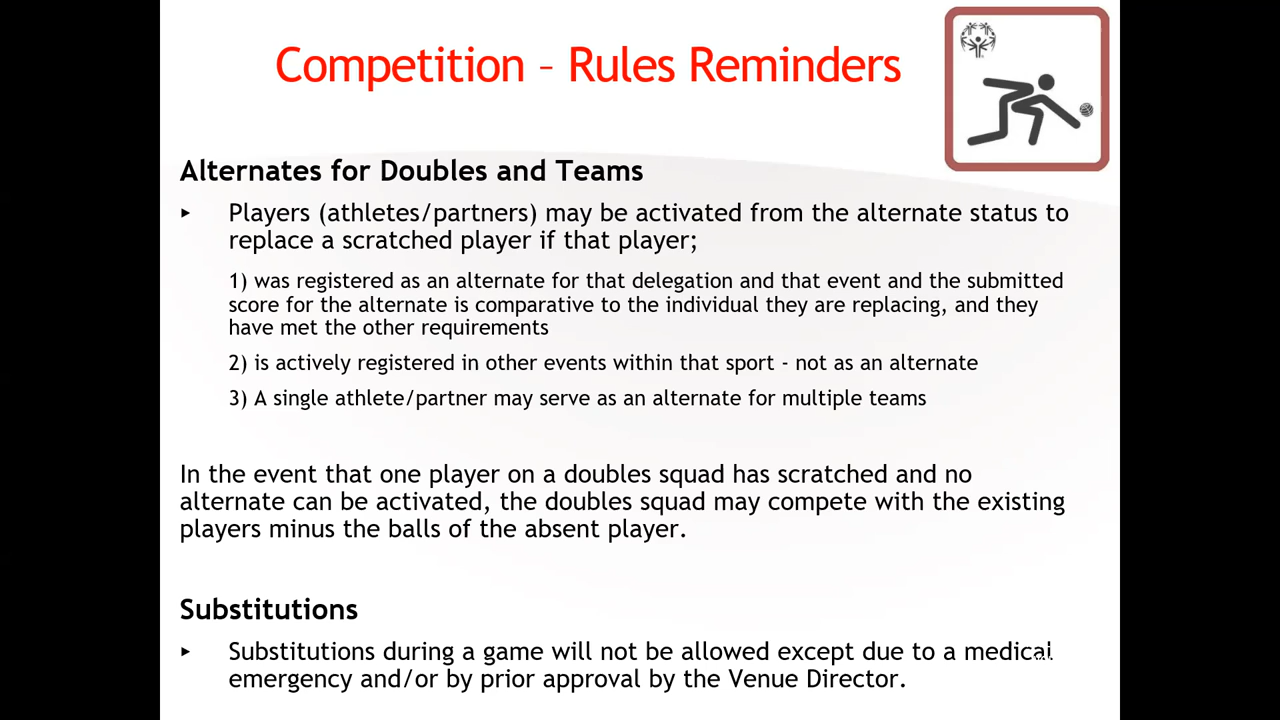 Competition – Rules Reminders
Alternates for Doubles and Teams
▸ Players (athletes/partners) may be activated from the alternate status to
replace a scratched player if that player;
1) was registered as an alternate for that delegation and that event and the submitted
score for the alternate is comparative to the individual they are replacing, and they
have met the other requirements
2) is actively registered in other events within that sport - not as an alternate
3) A single athlete/partner may serve as an alternate for multiple teams
In the event that one player on a doubles squad has scratched and no
alternate can be activated, the doubles squad may compete with the existing
players minus the balls of the absent player.
Substitutions
▸ Substitutions during a game will not be allowed except due to a medical
emergency and/or by prior approval by the Venue Director.